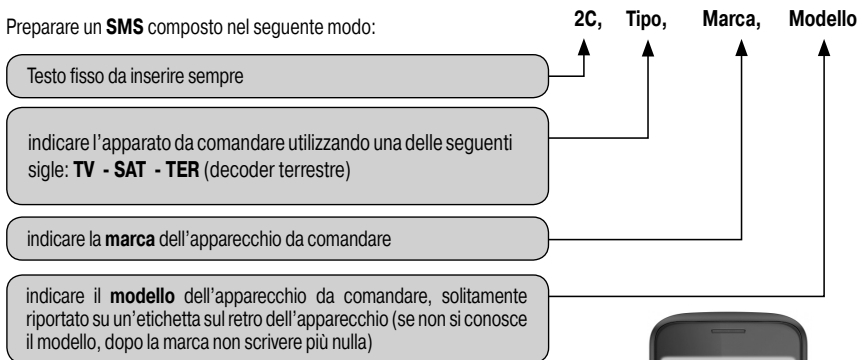 Preparare un SMS composto nel seguente modo:
2C, Tipo, Marca, Modello
Testo fisso da inserire sempre
indicare l'apparato da comandare utilizzando una delle seguenti
sigle: TV - SAT - TER (decoder terrestre)
indicare la marca dell'apparecchio da comandare
indicare il modello dell'apparecchio da comandare, solitamente
riportato su un'etichetta sul retro dell'apparecchio (se non si conosce
il modello, dopo la marca non scrivere più nulla)